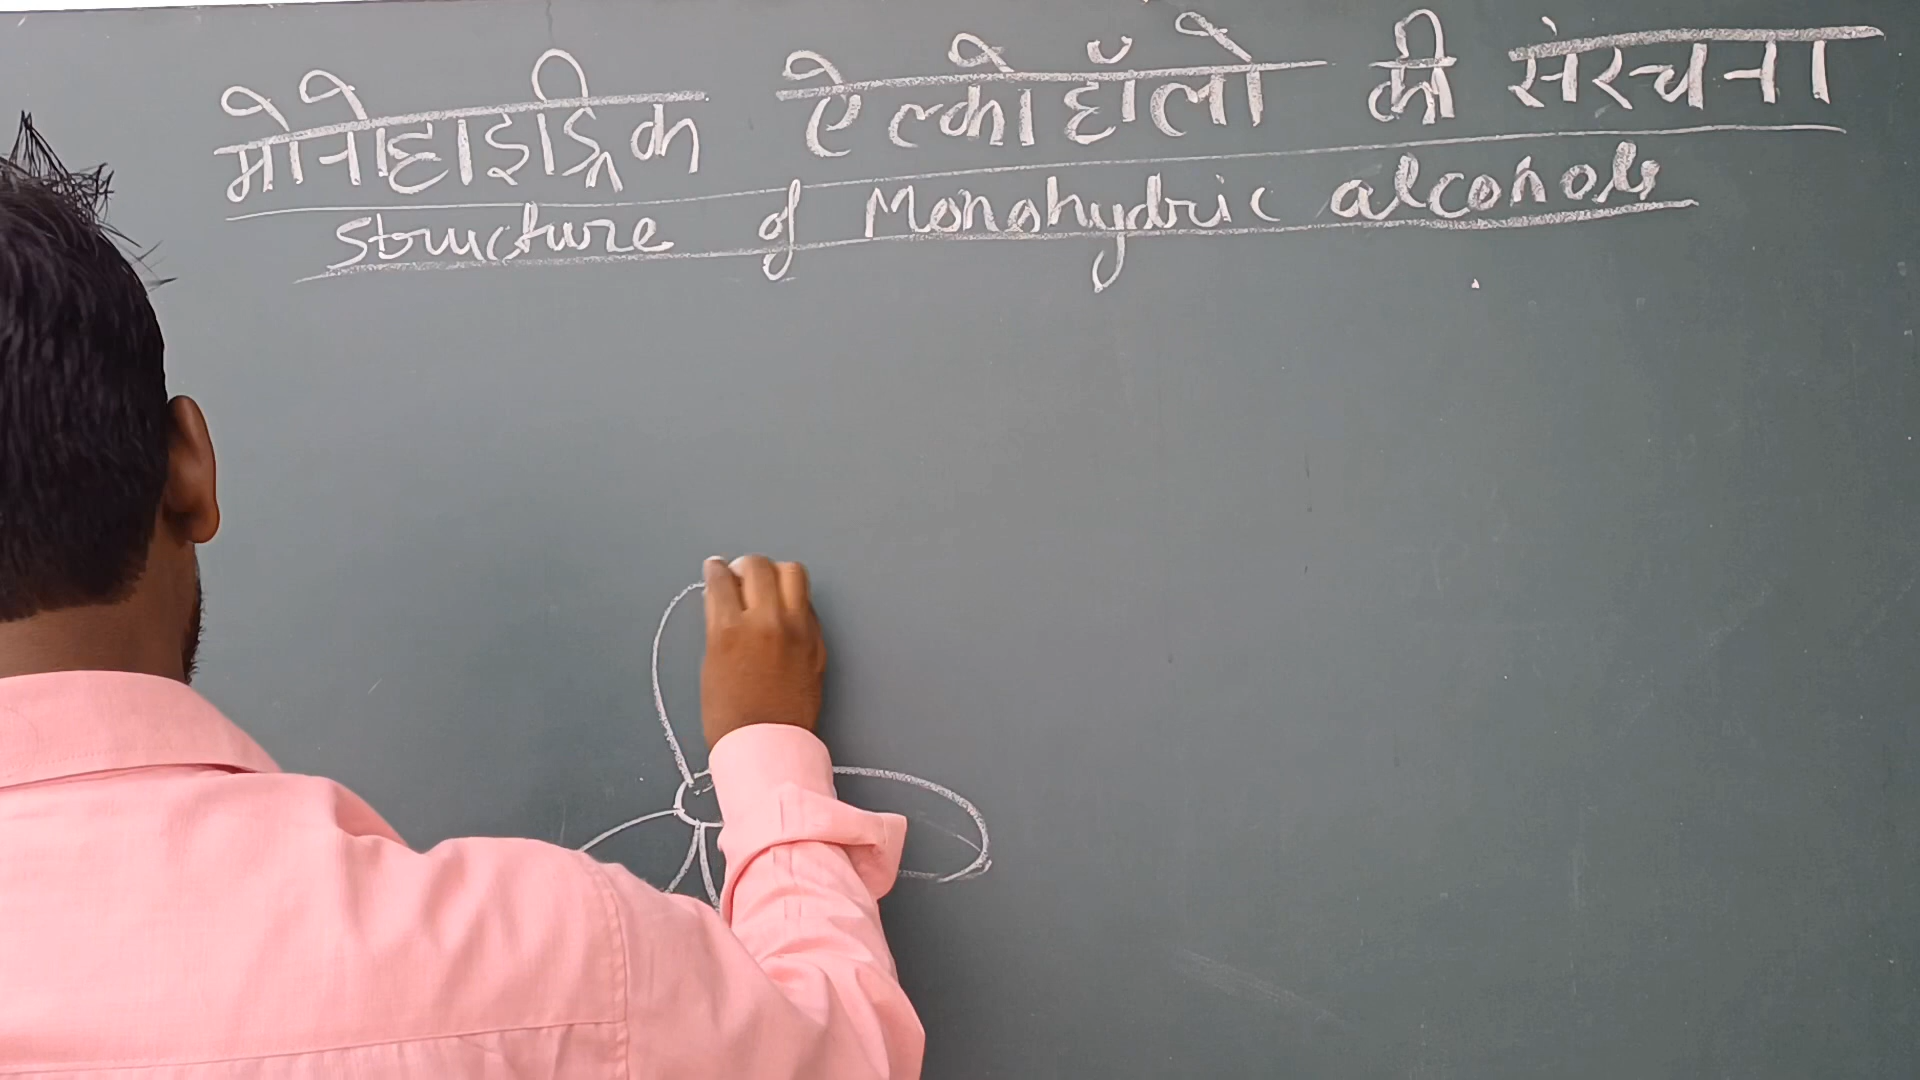 मोनोहाइड्रिक ऐल्कोहॉलो की संरचना
Structure of Monohydric alcohols